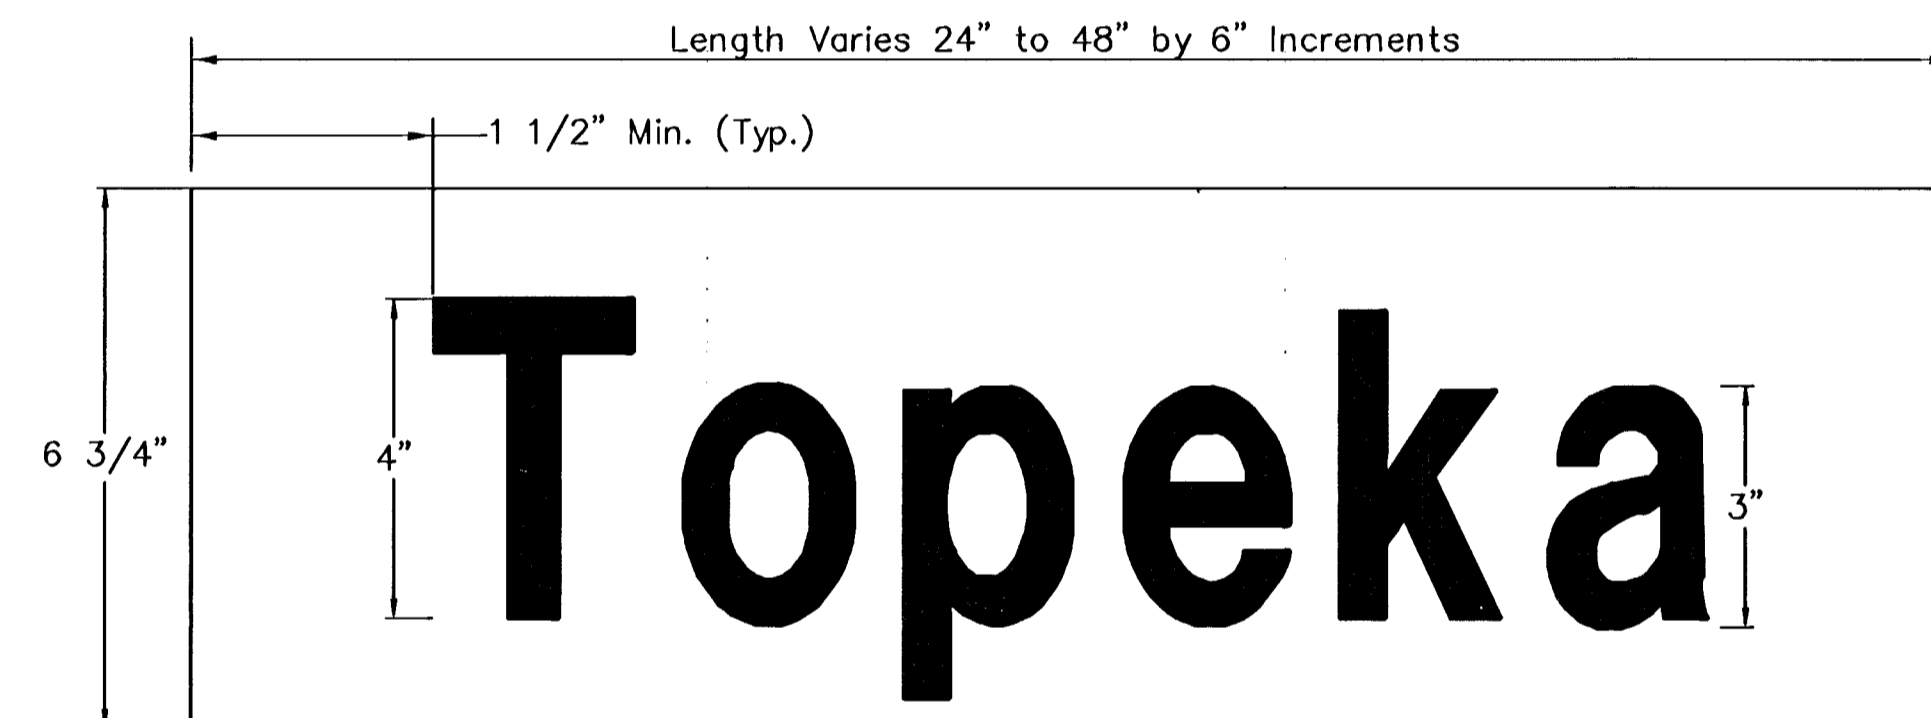 Length Varies 24” to 48” by 6” Increments
1 1/2” Min. (Typ.)
Topeka
6 3/4”
4”
3”